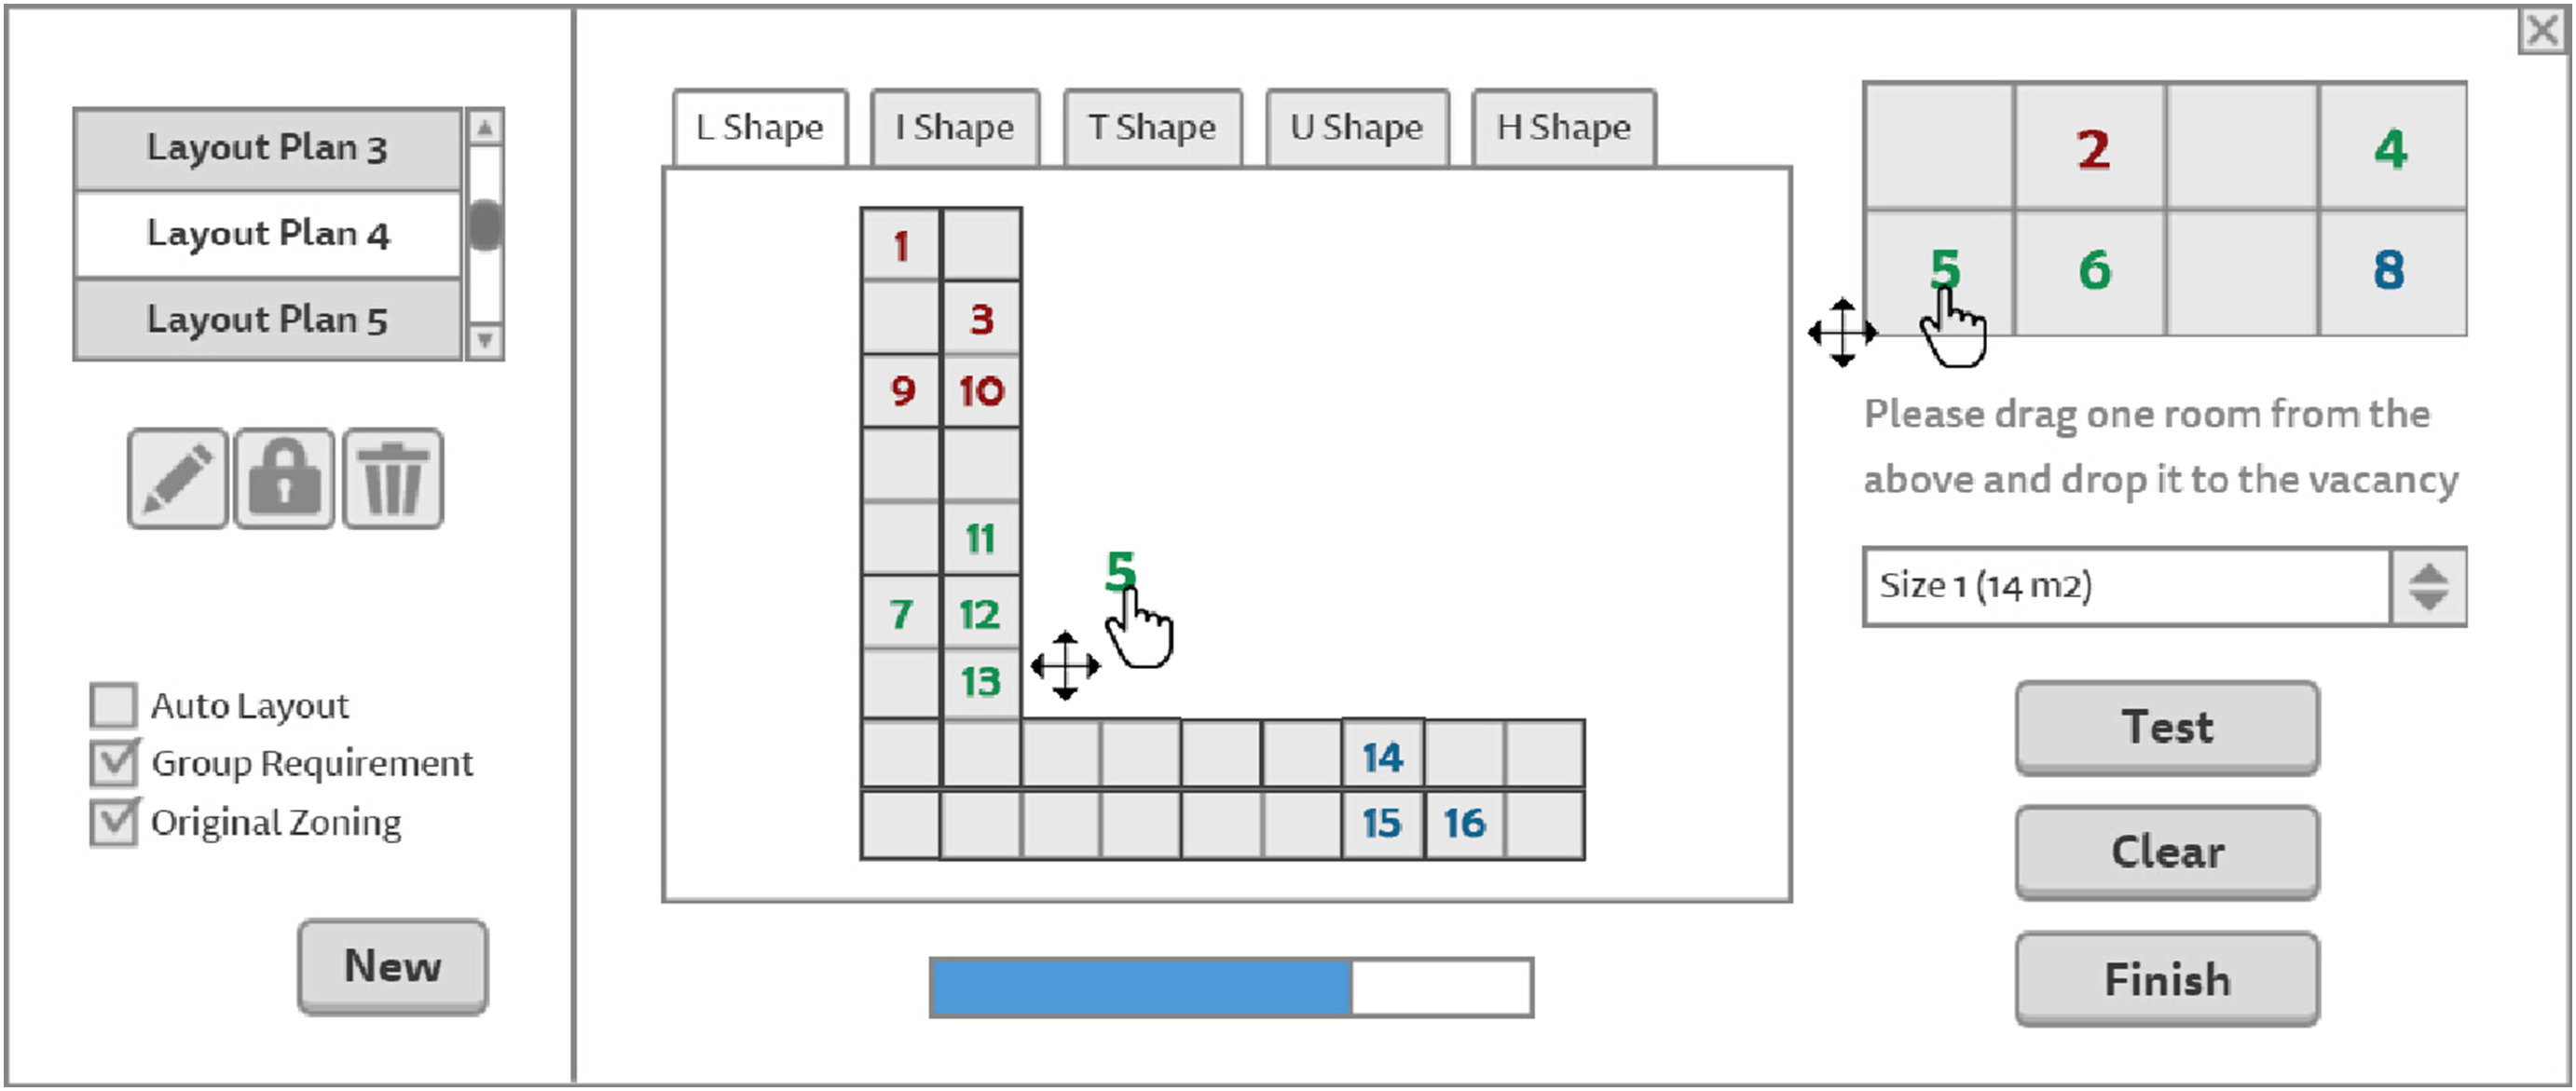 Layout Plan 3
Layout Plan 4
Layout Plan 5
Auto Layout
Group Requirement
Original Zoning
New
L Shape
I Shape
T Shape
U Shape
H Shape
1
3
9 10
11
5
7 12
13
14
15 16
2 4
5 6 8
Please drag one room from the
above and drop it to the vacancy
Size 1 (14 m2)
Test
Clear
Finish